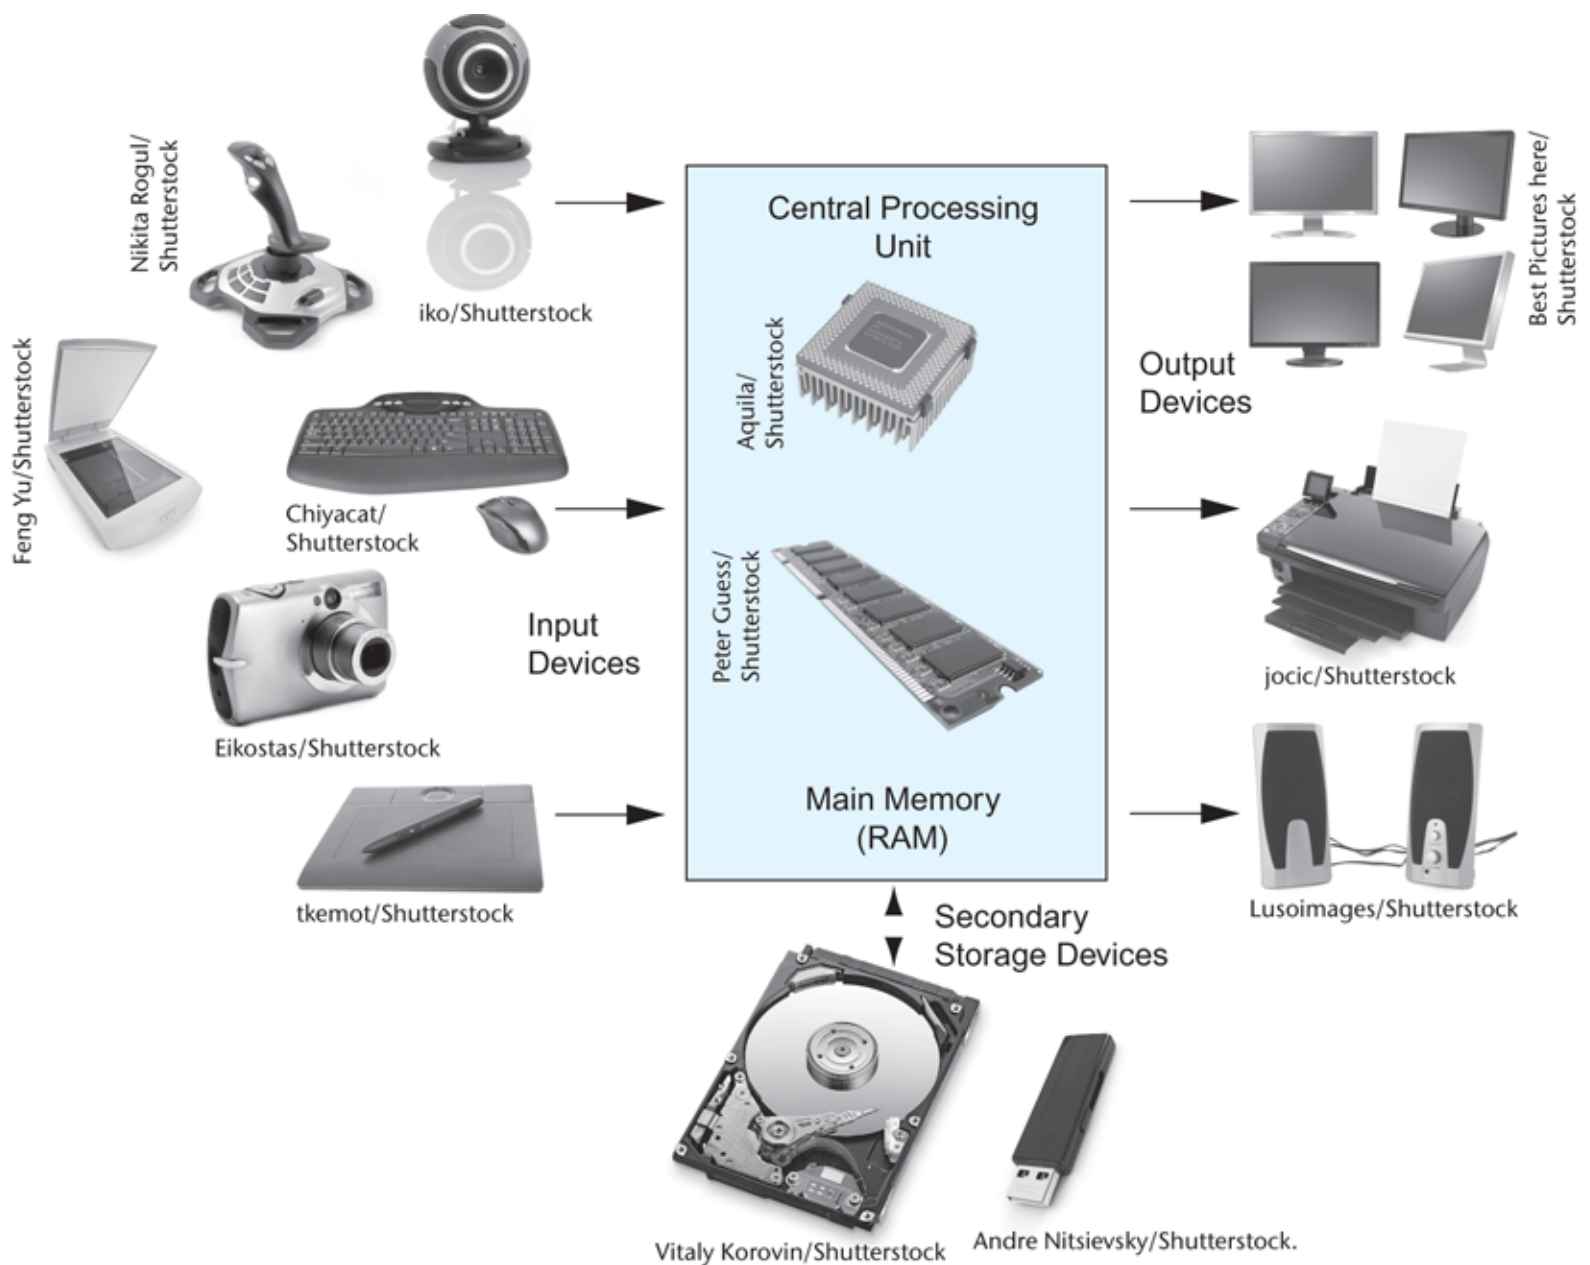 Nikita Rogul/
Shutterstock
iko/Shutterstock
Feng Yu/Shutterstock
Chiyacat/
Shutterstock
Eikostas/Shutterstock
Input
Devices
tkemot/Shutterstock
Central Processing
Unit
Aquila/
Shutterstock
Peter Guess/
Shutterstock
Main Memory
(RAM)
Best Pictures here/
Shutterstock
Output
Devices
jocic/Shutterstock
Lusoimages/Shutterstock
Secondary
Storage Devices
Vitaly Korovin/Shutterstock
Andre Nitsievsky/Shutterstock.